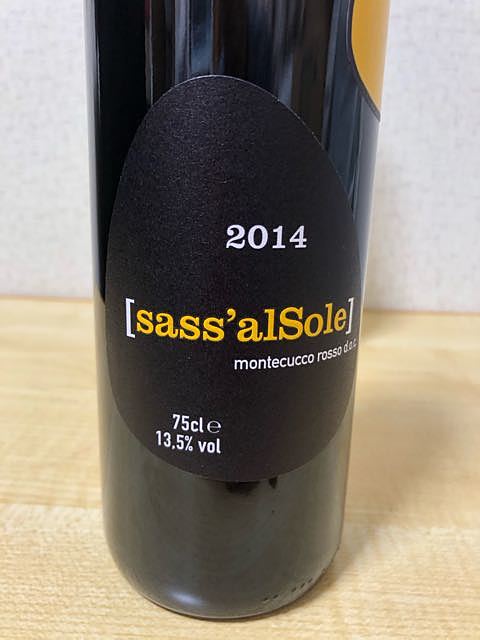 2014
[sass'alSole]
montecucco rosso d.o.c.
75cl ℮
13,5% vol